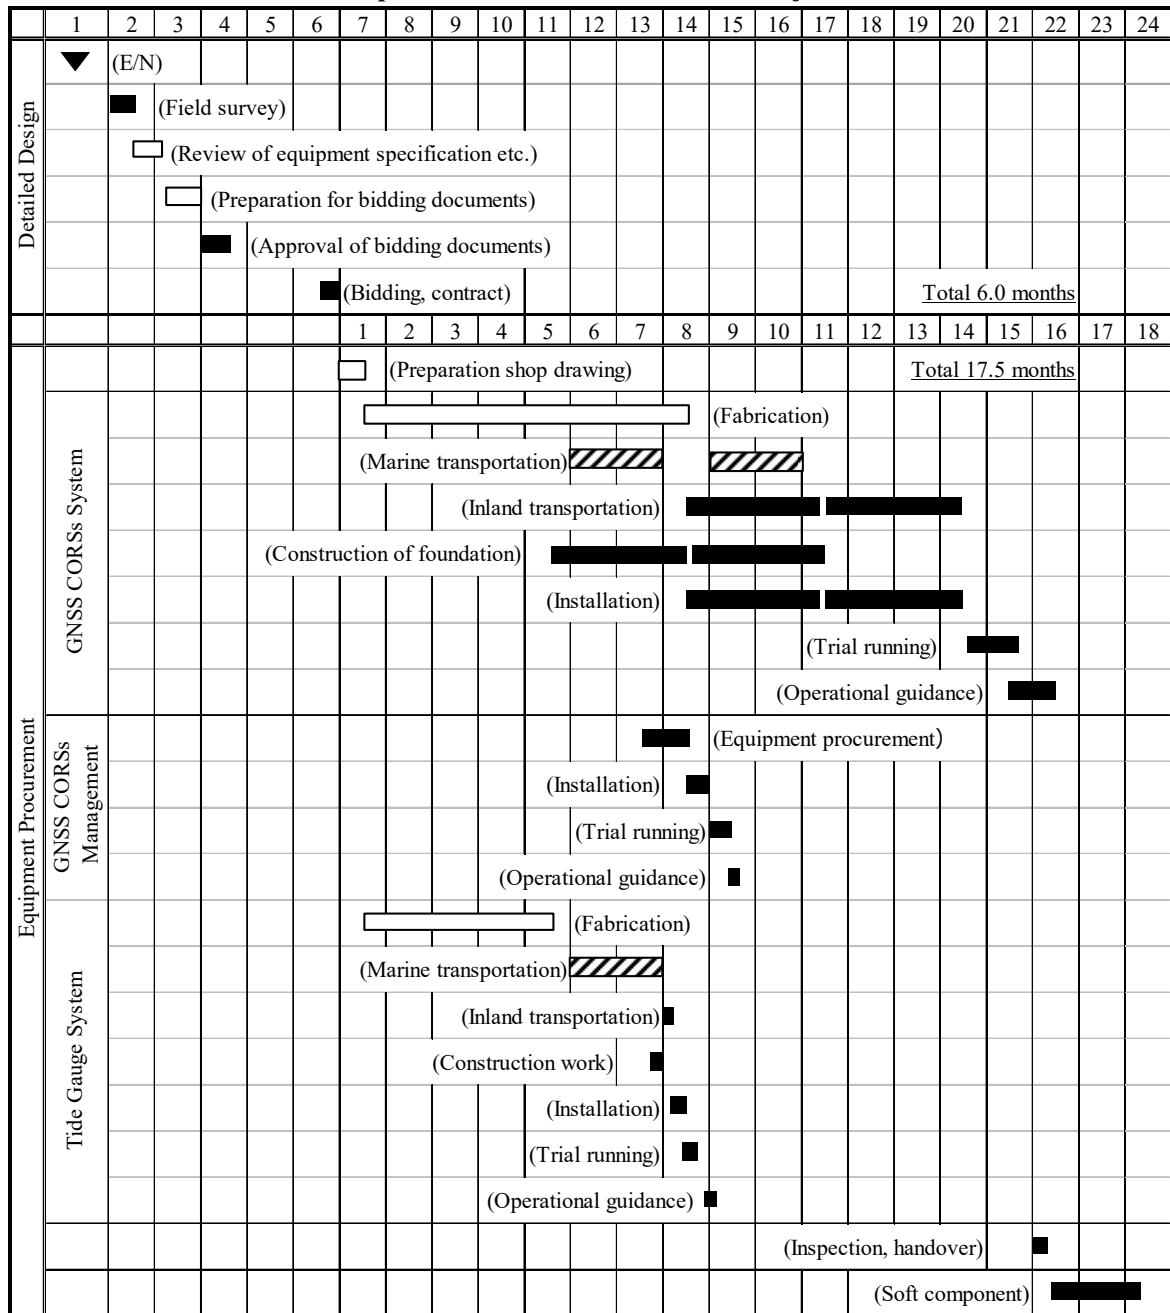 1 2 3 4 5 6 7 8 9 10 11 12 13 14 15 16 17 18 19 20 21 22 23 24
Detailed Design
(E/N)
(Field survey)
(Review of equipment specification etc.)
(Preparation for bidding documents)
(Approval of bidding documents)
(Bidding, contract) Total 6.0 months
1 2 3 4 5 6 7 8 9 10 11 12 13 14 15 16 17 18
Equipment Procurement
(Preparation shop drawing) Total 17.5 months
GNSS CORSs System
(Fabrication)
(Marine transportation)
(Inland transportation)
(Construction of foundation)
(Installation)
(Trial running)
(Operational guidance)
GNSS CORSs
Management
(Equipment procurement)
(Installation)
(Trial running)
(Operational guidance)
Tide Gauge System
(Fabrication)
(Marine transportation)
(Inland transportation)
(Construction work)
(Installation)
(Trial running)
(Operational guidance)
(Inspection, handover)
(Soft component)